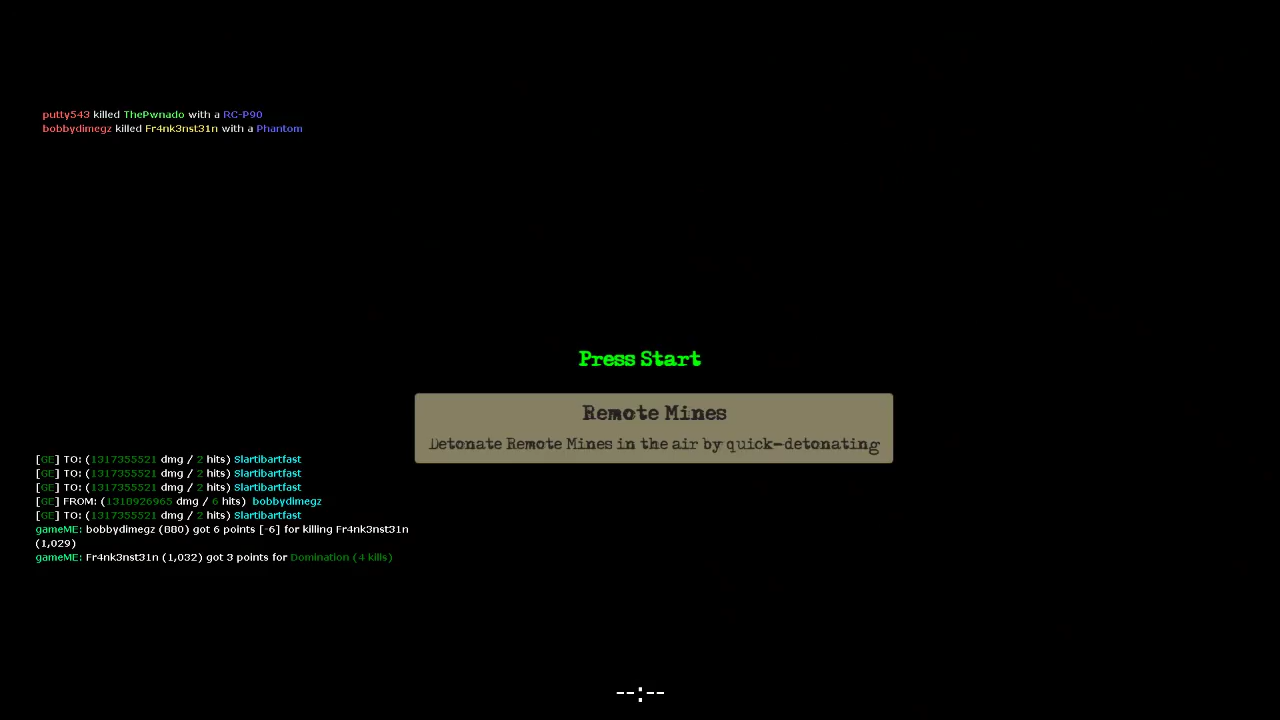 putty543 killed ThePwnado with a RC-P90
bobbydimegz killed Fr4nk3nst31n with a Phantom
Press Start
Remote Mines
Detonate Remote Mines in the air by quick-detonating
[GE] TO: (1317355521 dmg / 2 hits) Slartibartfast
[GE] TO: (1317355521 dmg / 2 hits) Slartibartfast
[GE] TO: (1317355521 dmg / 2 hits) Slartibartfast
[GE] FROM: (1318926965 dmg / 6 hits) bobbydimegz
[GE] TO: (1317355521 dmg / 2 hits) Slartibartfast
gameME: bobbydimegz (880) got 6 points [-6] for killing Fr4nk3nst31n
(1,029)
gameME: Fr4nk3nst31n (1,032) got 3 points for Domination (4 kills)
--:--